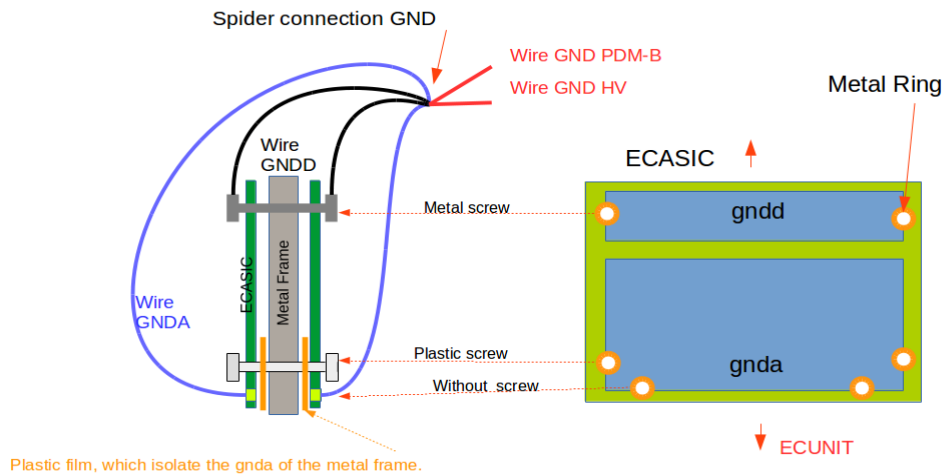 Spider connection GND
Wire GND PDM-B
Wire GND HV
Metal Ring
Wire
GNDD
ECASIC
gndd
Metal screw
ECASIC
Metal Frame
Wire
GNDA
Plastic screw
gnda
Without screw
ECUNIT
Plastic film, which isolate the gnda of the metal frame.